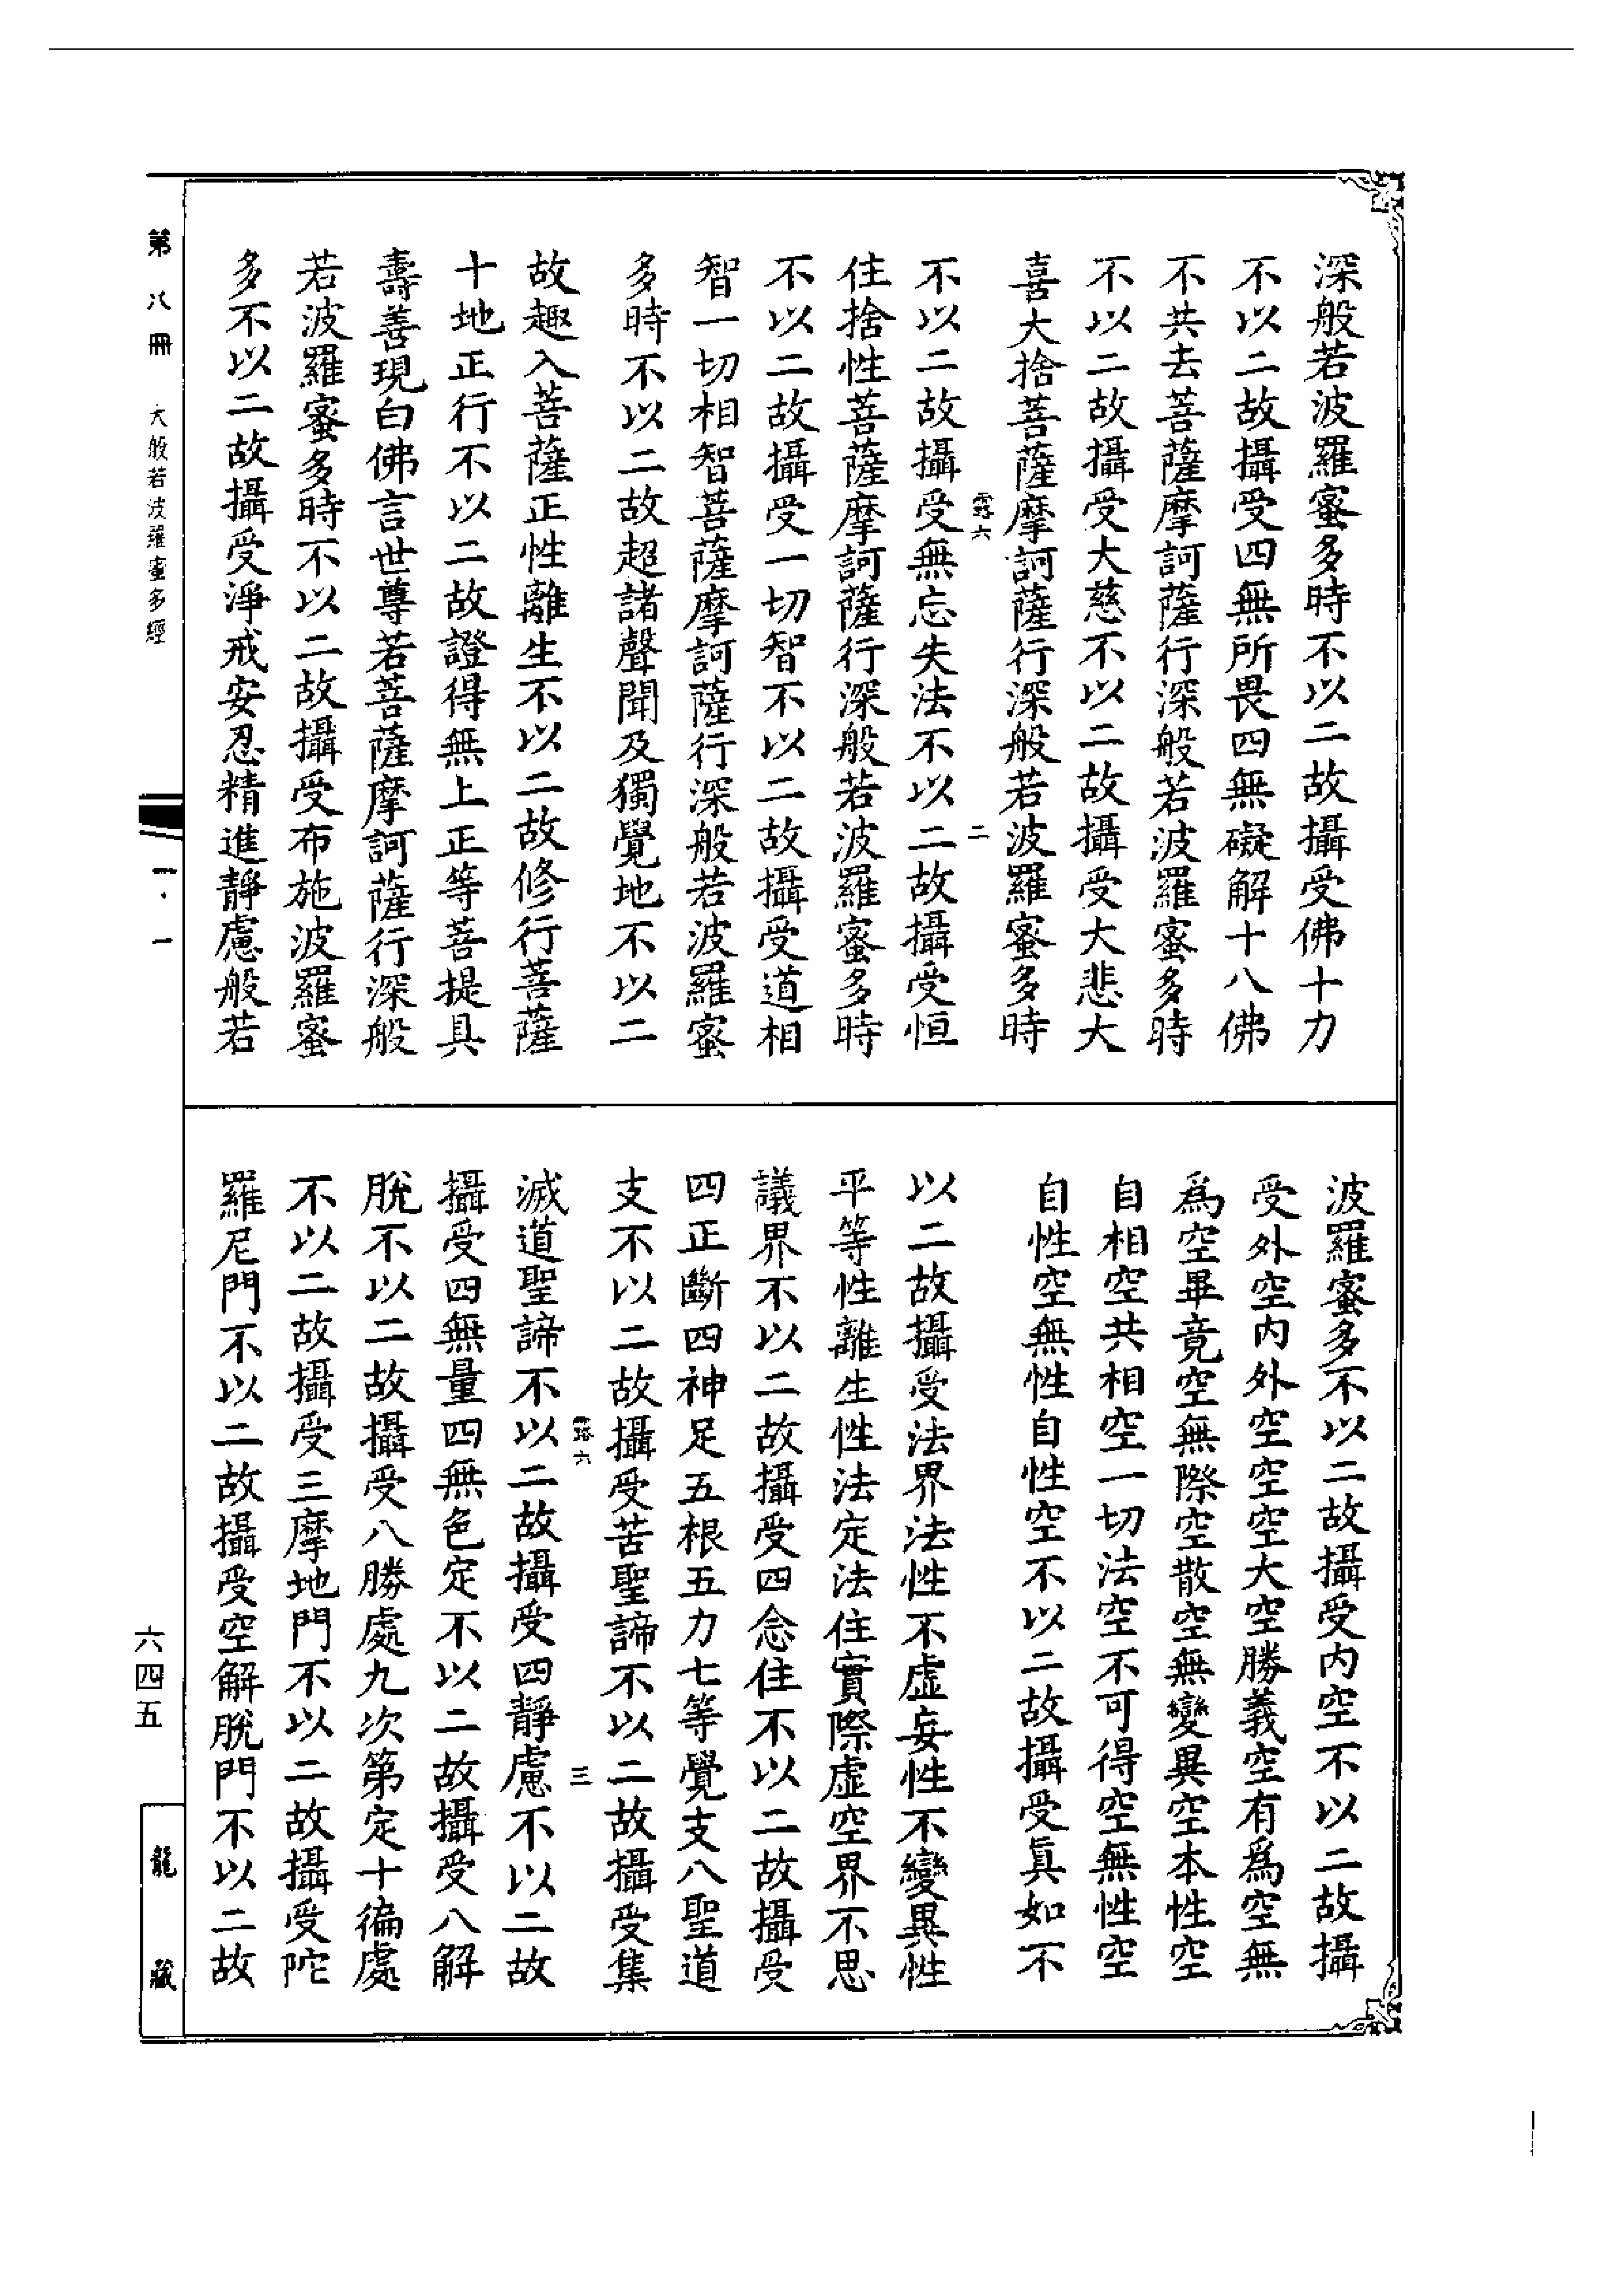 深般若波羅蜜多時不以二故攝受佛十力
不以二故攝受四無所畏四無礙解十八佛
不共去菩薩摩訶薩行深般若波羅蜜多時
不以二故攝受大慈不以二故攝受大悲大
喜大捨菩薩摩訶薩行深般若波羅蜜多時
露六
二
不以二故攝受無忘失法不以二故攝受恒
住捨性菩薩摩訶薩行深般若波羅蜜多時
不以二故攝受一切智不以二故攝受道相
智一切相智菩薩摩訶薩行深般若波羅蜜
多時不以二故超諸聲聞及獨覺地不以二
故趣入菩薩正性離生不以二故修行菩薩
十地正行不以二故證得無上正等菩提具
壽善現白佛言世尊若菩薩摩訶薩行深般
若波羅蜜多時不以二故攝受布施波羅蜜
多不以二故攝受淨戒安忍精進靜慮般若
波羅蜜多不以二故攝受內空不以二故攝
受外空內外空空空大空勝義空有為空無
為空畢竟空無際空散空無變異空本性空
自相空共相空一切法空不可得空無性空
自性空無性自性空不以二故攝受真如不
以二故攝受法界法性不虛妄性不變異性
平等性離生性法定法住實際虛空界不思
議界不以二故攝受四念住不以二故攝受
四正斷四神足五根五力七等覺支八聖道
支不以二故攝受苦聖諦不以二故攝受集
露六
三
滅道聖諦不以二故攝受四靜慮不以二故
攝受四無量四無色定不以二故攝受八解
脫不以二故攝受八勝處九次第定十徧處
不以二故攝受三摩地門不以二故攝受陀
羅尼門不以二故攝受空解脫門不以二故
第八冊
大般若波羅蜜多經
一·一
六四五
龍藏